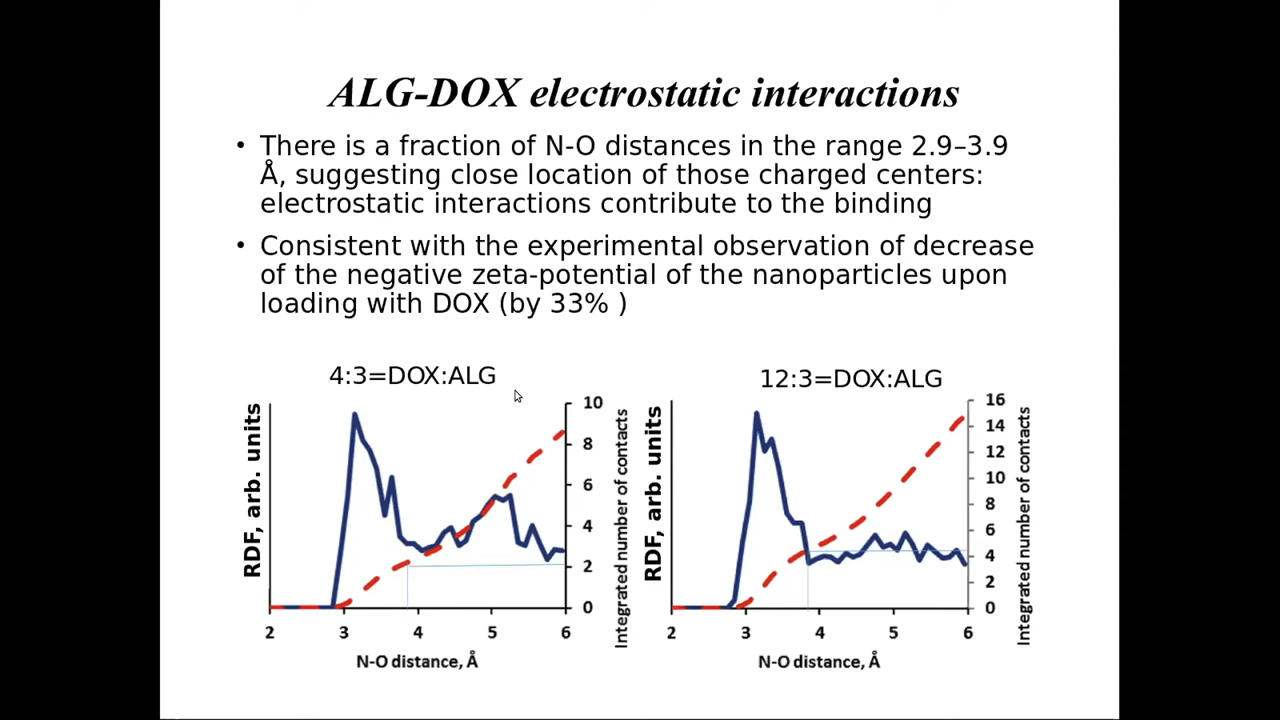 ALG-DOX electrostatic interactions
• There is a fraction of N-O distances in the range 2.9–3.9
Å, suggesting close location of those charged centers:
electrostatic interactions contribute to the binding
• Consistent with the experimental observation of decrease
of the negative zeta-potential of the nanoparticles upon
loading with DOX (by 33% )
4:3=DOX:ALG
RDF, arb. units
10
8
6
4
2
0
Integrated number of contacts
2 3 4 5 6
N-O distance, Å
12:3=DOX:ALG
RDF, arb. units
16
14
12
10
8
6
4
2
0
Integrated number of contacts
2 3 4 5 6
N-O distance, Å